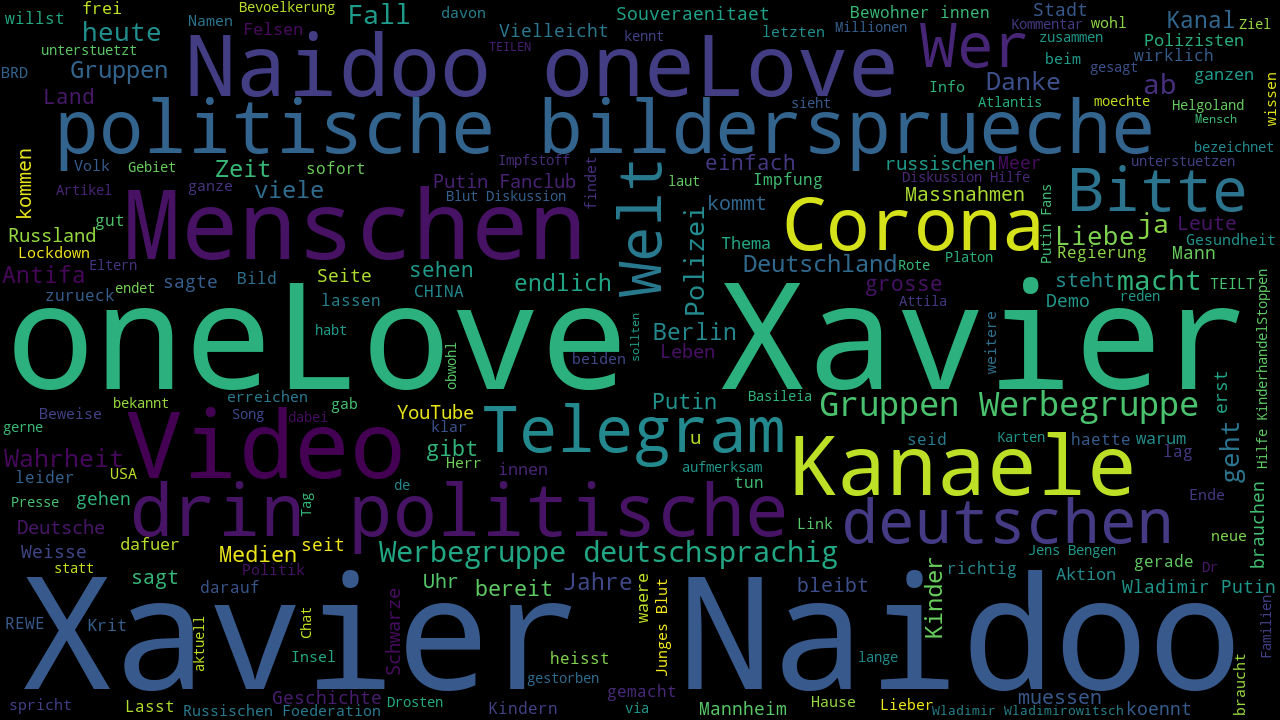 willst frei Bevoelkerung Fall davon Souveraenitaet Bewohner innen Stadt Kanal Ziel
heute Namen Felsen Vielleicht kennt letzten Millionen Kommentar wohl Polizisten
unterstuetzt TEILEN Wer zusammen wirklich
BRD Gruppen Naidoo oneLove beim gesagt ganzen
Land Info Danke ab wissen
politische bildersprueche sieht Atlantis moechte Helgoland
Mensch
bezeichnet
kommen Volk Gebiet Zeit sofort Impfstoff findet Welt einfach russischen Meer unterstuetzen
Artikel ganze viele Putin Fanclub laut Impfung Diskussion Hilfe Bitte
Blut Diskussion kommt Massnahmen Putin Fans
Russland gut Menschen Polizei Corona ja Leute
Lockdown Thema Liebe Gesundheit
Antifa Eltern sagte Bild Seite sehen endlich Deutschland Rote Platon Regierung Mann
zurueck endet lassen CHINA grosse steht macht TEILT
habt Attila Demo reden
oneLove Xavier
obwohl sollten Berlin weitere
beiden Leben
erreichen Basileia erst Hilfe Kinderhandelstoppen
Beweise bekannt Song dabei gab YouTube Putin Gruppen Werbegruppe
gerne Video klar Telegram u seid Karten haette warum
Wahrheit gibt Kanaele lag geht
leider USA Herr innen aufmerksam
Presse gehen Tag de tun Ende brauchen
Deutsche drin politische Link deutschen
Weisse dafuer Medien seit Werbegruppe deutschsprachig Jens Bengen neue
statt Politik gerade Dr
sagt darauf Uhr bereit Jahre waere bleibt Kinder richtig Aktion Wladimir Putin
REWE Krit Xavier Naidoo Familien
aktuell Chat Schwarze Junges Blut
Insel heisst lange
gestorben braucht
spricht Lasst Geschichte Drosten Kindern gemacht Mannheim Hause Lieber muessen koennt
Russischen Foederation via Wladimir Wladimirowitsch